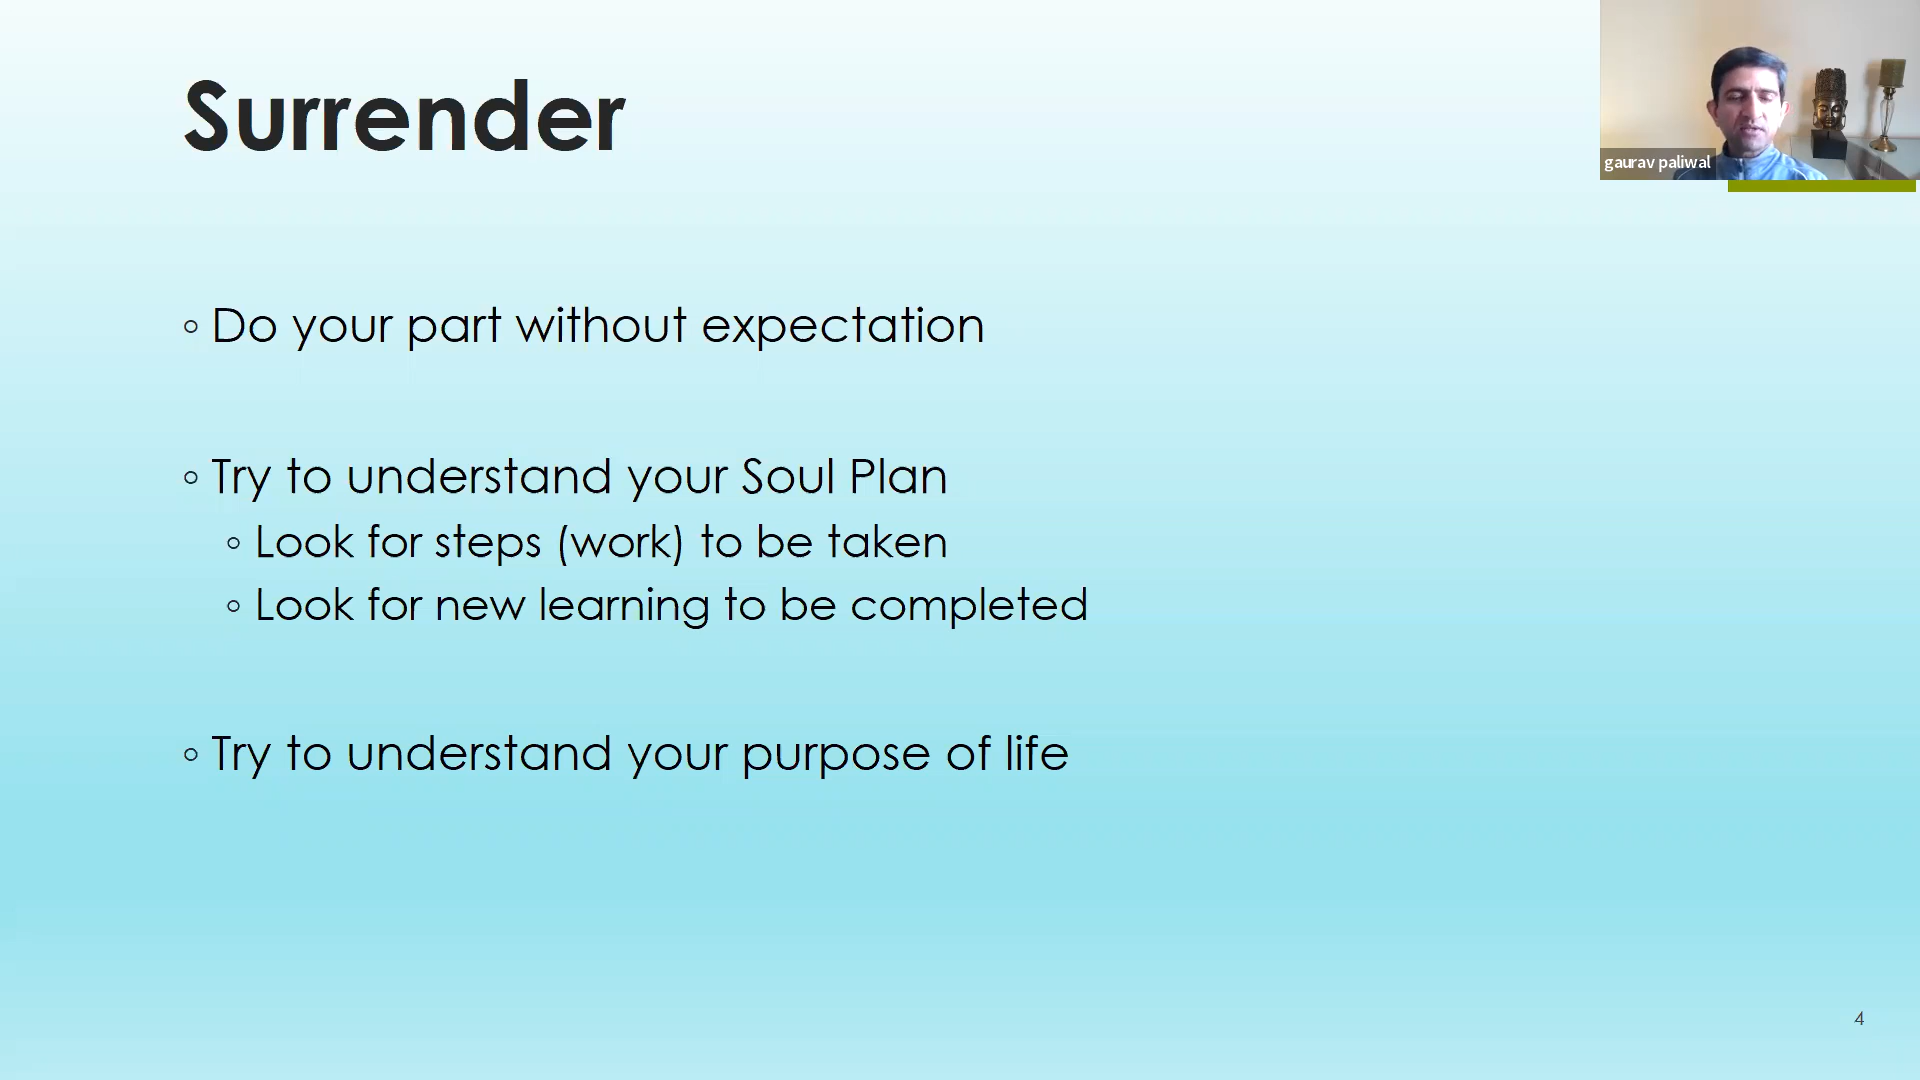 Surrender
gaurav paliwal
◦ Do your part without expectation
◦ Try to understand your Soul Plan
◦ Look for steps (work) to be taken
◦ Look for new learning to be completed
◦ Try to understand your purpose of life
4